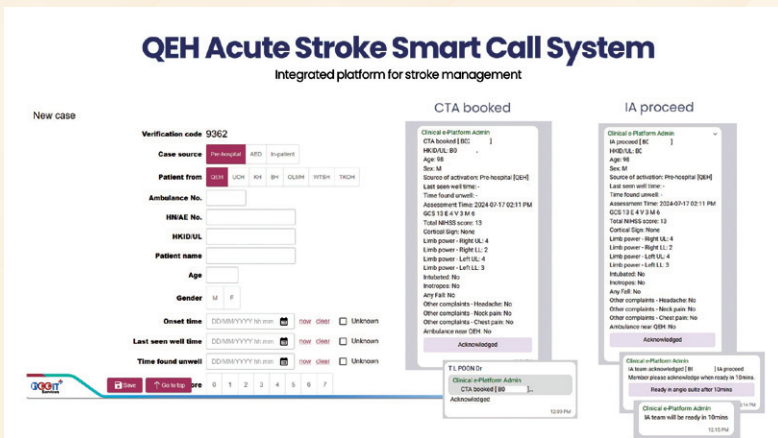 QEH Acute Stroke Smart Call System
Integrated platform for stroke management
New case
Verification code 9362
Case source Pre-hospital AED In-patient
Patient from QEH UCH KH BH OLMH WTSH TKOH
Ambulance No.
HN/AE No.
HKID/UL
Patient name
Age
Gender M F
Onset time DD/MM/YYYY hh:mm now clear Unknown
Last seen well time DD/MM/YYYY hh:mm now clear Unknown
Time found unwell DD/MM/YYYY hh:mm now clear Unknown
Save Go to top ore 0 1 2 3 4 5 6 7
Services
CTA booked
Clinical e-Platform Admin
CTA booked [
HKID/UL:
Age: 98
Sex: M
Source of activation: Pre-hospital [QEH]
Last seen well time: -
Time found unwell: -
Assessment Time: 2024-07-17 02:11 PM
GCS 13 E 4 V 3 M 6
Total NIHSS score: 13
Cortical Sign: None
Limb power - Right UL: 4
Limb power - Right LL: 2
Limb power - Left UL: 4
Limb power - Left LL: 3
Intubated: No
Inotropes: No
Any Fall: No
Other complaints - Headache: No
Other complaints - Neck pain: No
Other complaints - Chest pain: No
Ambulance near QEH: No
Acknowledged
T L POON Dr
Clinical e-Platform Admin
CTA booked [
Acknowledged
12:09 PM
IA proceed
Clinical e-Platform Admin
IA proceed [
HKID/UL:
Age: 98
Sex: M
Source of activation: Pre-hospital [QEH]
Last seen well time: -
Time found unwell: -
Assessment Time: 2024-07-17 02:11 PM
GCS 13 E 4 V 3 M 6
Total NIHSS score: 13
Cortical Sign: None
Limb power - Right UL: 4
Limb power - Right LL: 2
Limb power - Left UL: 4
Limb power - Left LL: 3
Intubated: No
Inotropes: No
Any Fall: No
Other complaints - Headache: No
Other complaints - Neck pain: No
Other complaints - Chest pain: No
Ambulance near QEH: No
Acknowledged
Clinical e-Platform Admin
IA team acknowledged [ ] IA proceed
Member please acknowledge when ready in 10mins
Ready in angio suite after 10mins
Clinical e-Platform Admin
IA team will be ready in 10mins